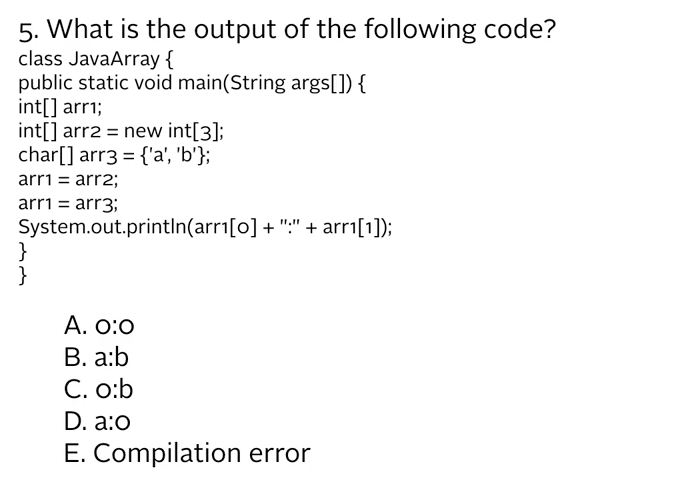 5. What is the output of the following code?
class JavaArray {
public static void main(String args[]) {
int[] arr1;
int[] arr2 = new int[3];
char[] arr3 = {'a', 'b'};
arr1 = arr2;
arr1 = arr3;
System.out.println(arr1[0] + ":" + arr1[1]);
}
}
A. 0:0
B. a:b
C. 0:b
D. a:0
E. Compilation error